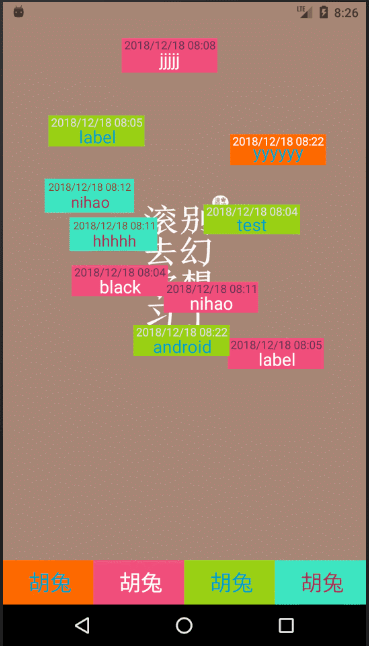 LTE 8:26
2018/12/18 08:08
jjjjj
2018/12/18 08:05
label
2018/12/18 08:22
yyyyyy
2018/12/18 08:12
nihao
2018/12/18 08:04
test
2018/12/18 08:11
hhhhh
滚别
去幻
想
2018/12/18 08:04
black
2018/12/18 08:11
nihao
2018/12/18 08:22
android
2018/12/18 08:05
label
胡兔 胡兔 胡兔 胡兔